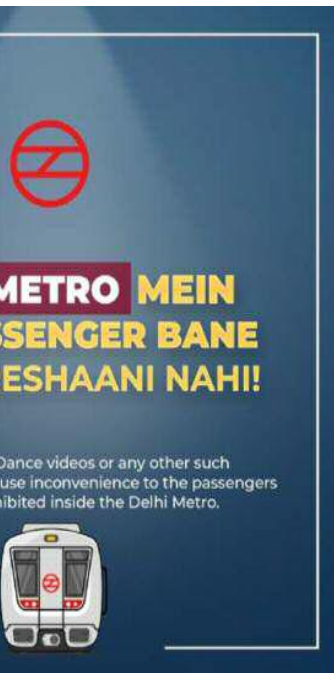 METRO MEIN
SSENGER BANE
ESHAANI NAHI!
Dance videos or any other such
use inconvenience to the passengers
ibited inside the Delhi Metro.